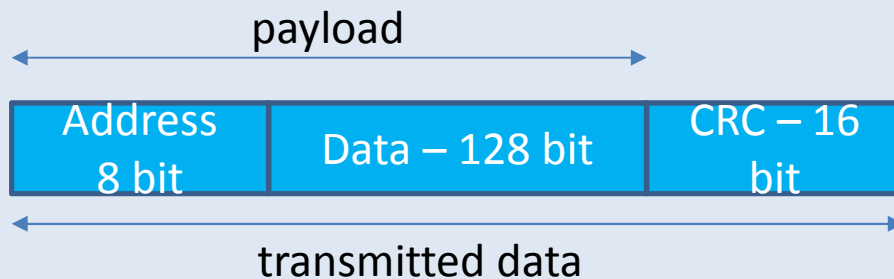 payload
Address
8 bit
Data – 128 bit
CRC – 16
bit
transmitted data